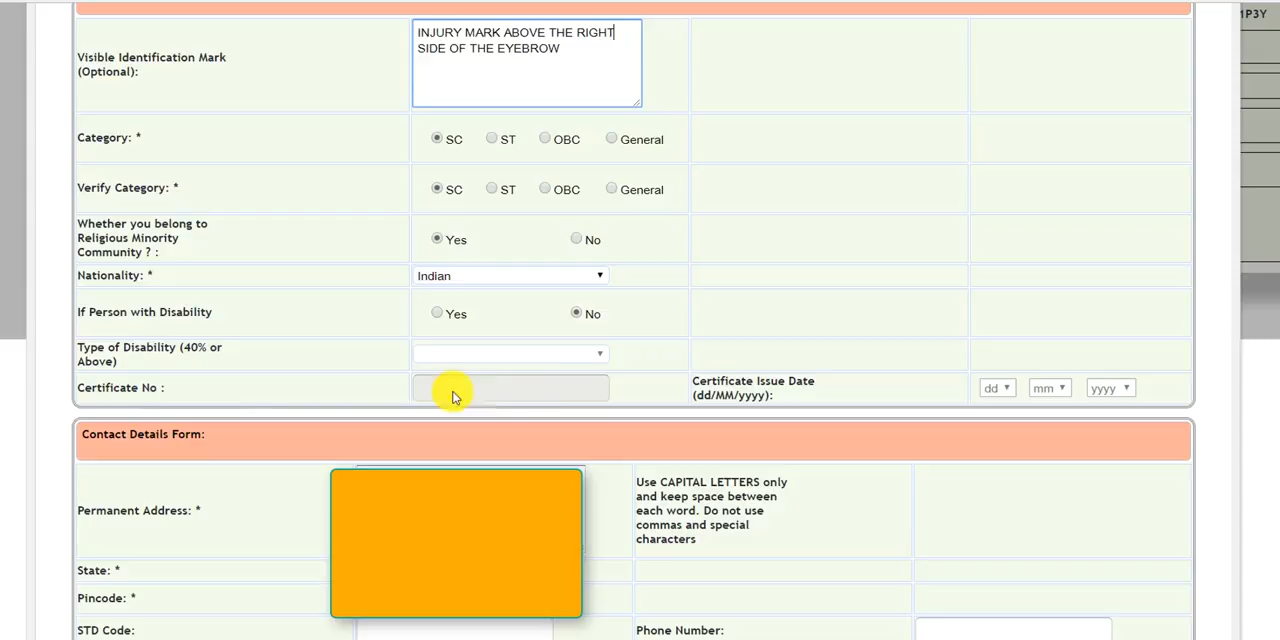 1P3Y
Visible Identification Mark
(Optional):
INJURY MARK ABOVE THE RIGHT
SIDE OF THE EYEBROW
Category: *
SC ST OBC General
Verify Category: *
SC ST OBC General
Whether you belong to
Religious Minority
Community ? :
Yes No
Nationality: *
Indian
If Person with Disability
Yes No
Type of Disability (40% or
Above)
Certificate No :
Certificate Issue Date
(dd/MM/yyyy):
dd mm yyyy
Contact Details Form:
Permanent Address: *
Use CAPITAL LETTERS only
and keep space between
each word. Do not use
commas and special
characters
State: *
Pincode: *
STD Code:
Phone Number: